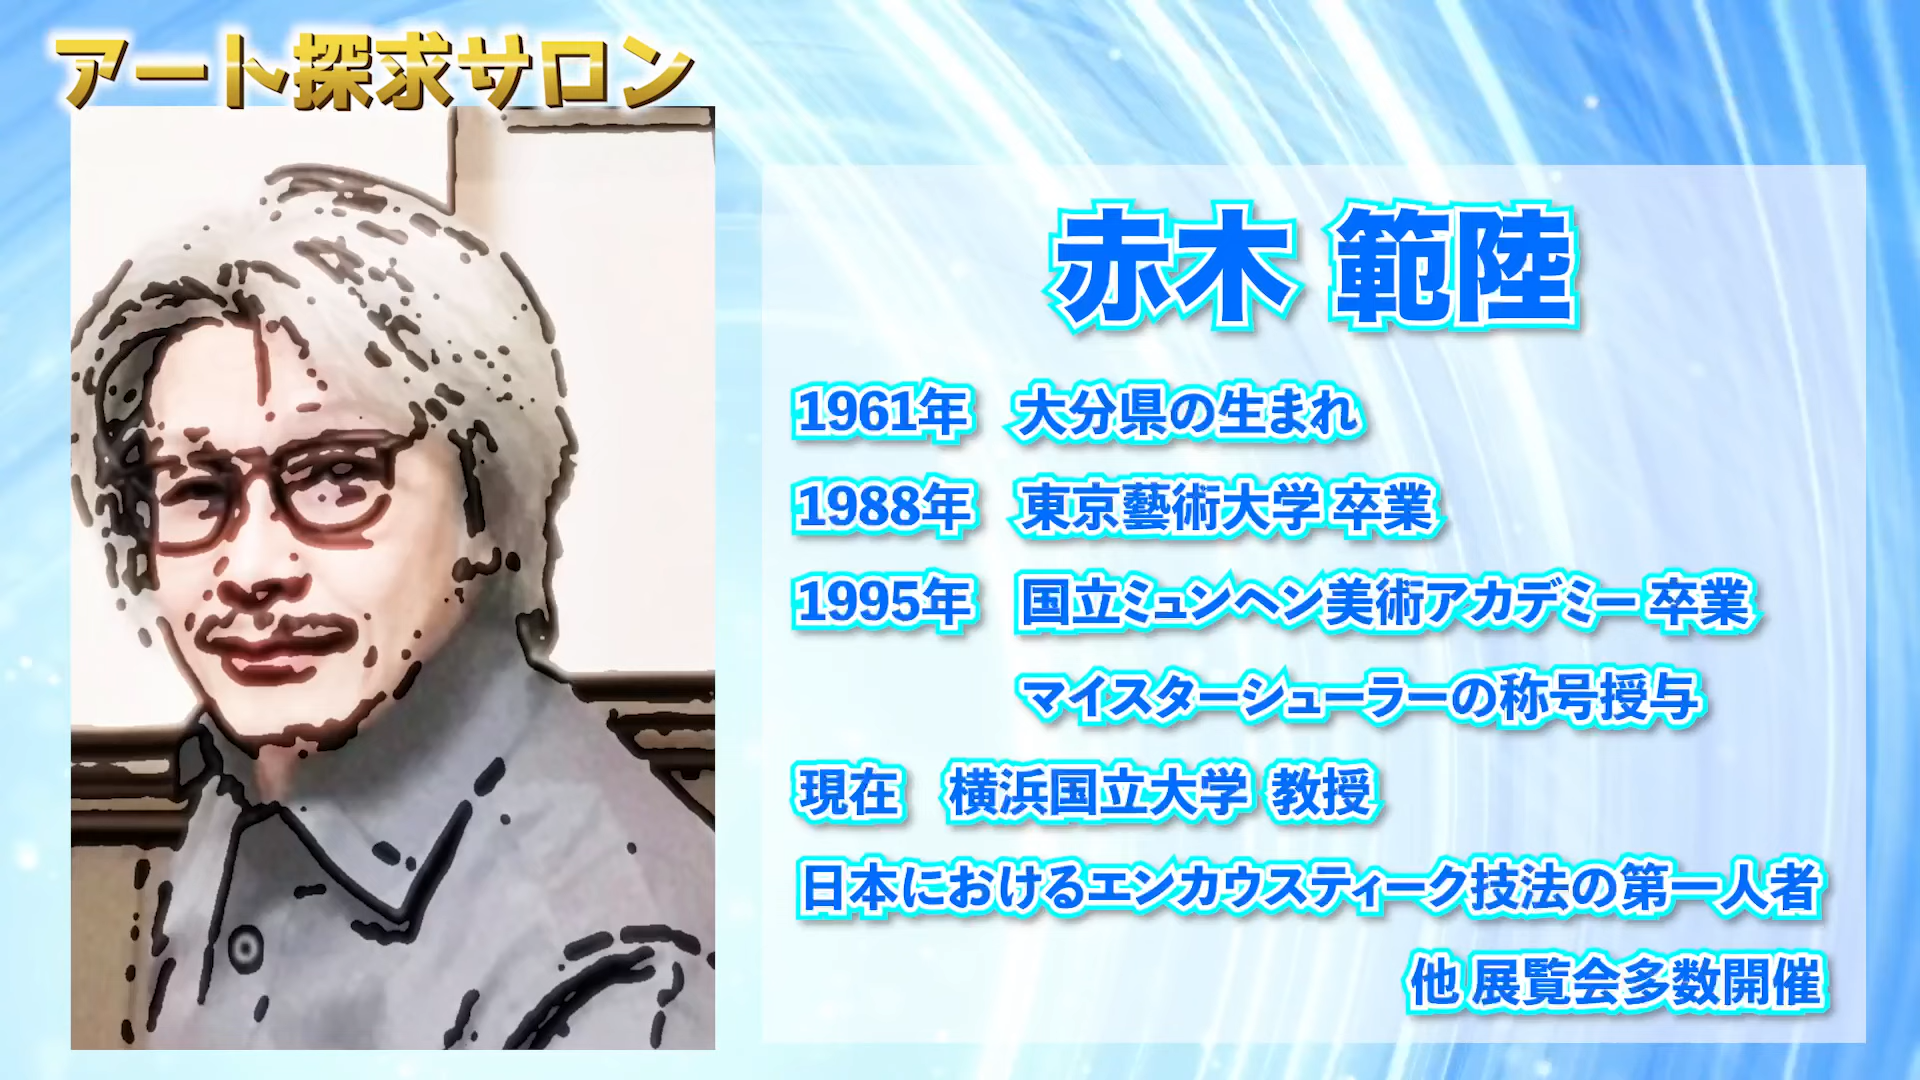 アート探求サロン
赤木 範陸
1961年　大分県の生まれ
1988年　東京藝術大学 卒業
1995年　国立ミュンヘン美術アカデミー 卒業
マイスターシューラーの称号授与
現在　横浜国立大学 教授
日本におけるエンカウスティーク技法の第一人者
他 展覧会多数開催